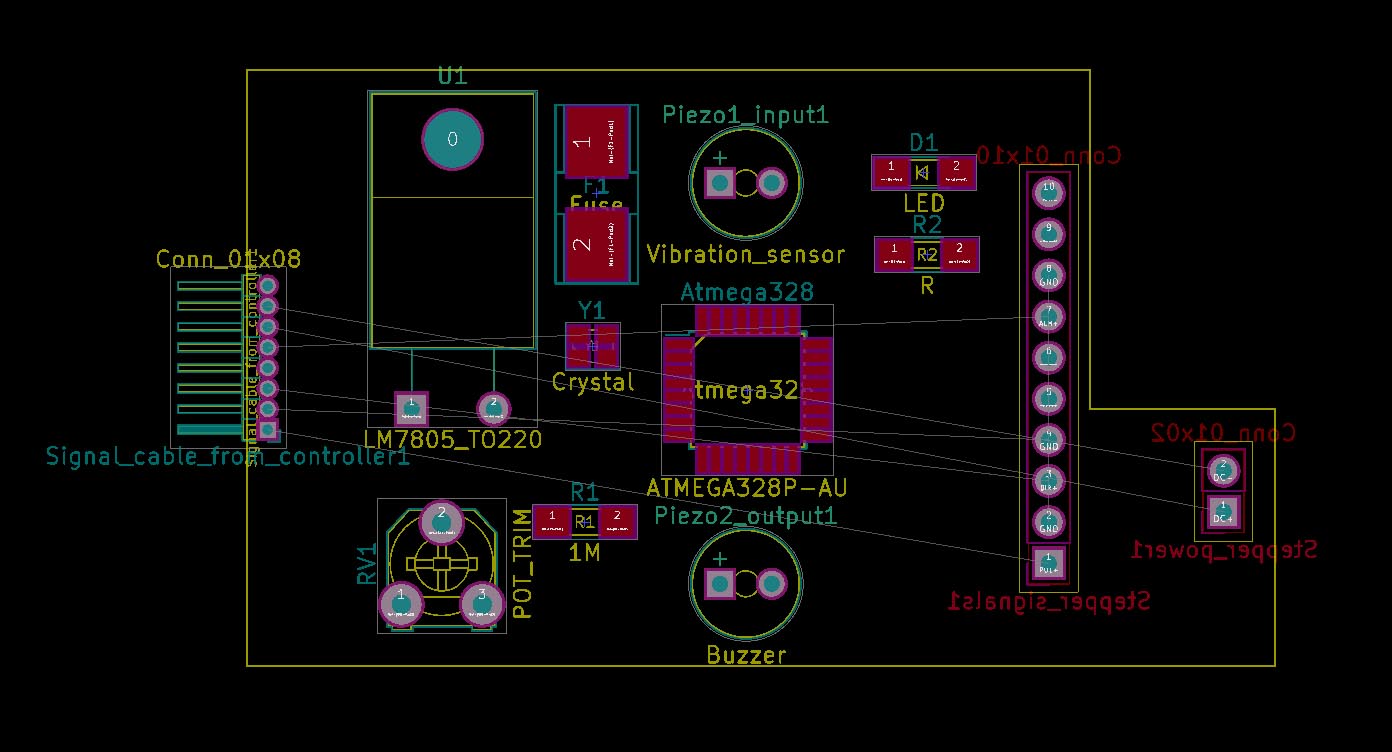 U1
0
LM7805_TO220
1
2
1
F1
Fuse
2
Piezo1_input1
+
Vibration_sensor
D1
1
2
LED
R2
1
R2
2
R
Conn_01x10
10
9
8
GND
7
ALM+
6
5
4
GND
3
DIR+
2
GND
1
PUL+
Stepper_signals1
Conn_01x08
Signal_cable_from_controller1
Signal_cable_from_controller1
Y1
Crystal
Atmega328
tmega32
ATMEGA328P-AU
Conn_01x02
2
DC-
1
DC+
Stepper_power1
RV1
2
1
3
POT_TRIM
R1
1
R1
2
1M
Piezo2_output1
+
Buzzer